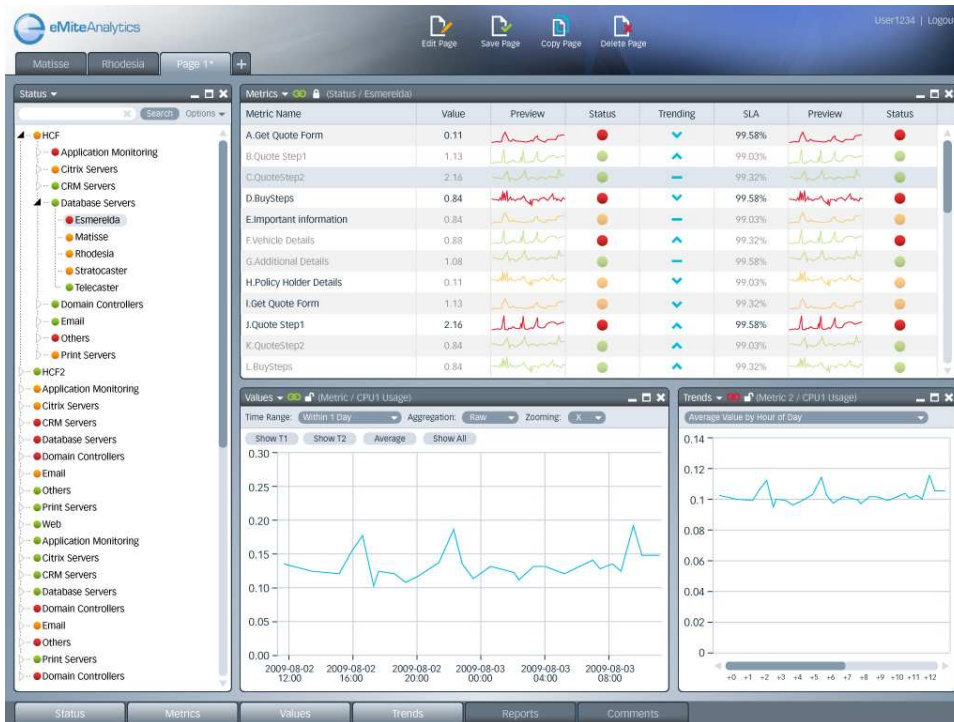 eMiteAnalytics
Edit Page Save Page Copy Page Delete Page
User1234 | Logout
Matisse Rhodesia Page 1* +
Status
Search Options
HCF
Application Monitoring
Citrix Servers
CRM Servers
Database Servers
Esmerelda
Matisse
Rhodesia
Stratocaster
Telecaster
Domain Controllers
Email
Others
Print Servers
HCF2
Application Monitoring
Citrix Servers
CRM Servers
Database Servers
Domain Controllers
Email
Others
Print Servers
Web
Application Monitoring
Citrix Servers
CRM Servers
Database Servers
Domain Controllers
Email
Others
Print Servers
Domain Controllers
Metrics (Status / Esmerelda)
Metric Name Value Preview Status Trending SLA Preview Status
A.Get Quote Form 0.11 99.58%
B.Quote Step1 1.13 99.03%
C.QuoteStep2 2.16 99.32%
D.BuySteps 0.84 99.58%
E.Important information 0.84 99.03%
F.Vehicle Details 0.88 99.32%
G.Additional Details 1.08 99.58%
H.Policy Holder Details 0.11 99.03%
I.Get Quote Form 1.13 99.32%
J.Quote Step1 2.16 99.58%
K.QuoteStep2 0.84 99.03%
L.BuySteps 0.84 99.32%
Values (Metric / CPU1 Usage)
Time Range: Within 1 Day Aggregation: Raw Zooming: X
Show T1 Show T2 Average Show All
0.30
0.25
0.20
0.15
0.10
0.05
0.00
2009-08-02 2009-08-02 2009-08-02 2009-08-03 2009-08-03 2009-08-03
12:00 16:00 20:00 00:00 04:00 08:00
Trends (Metric 2 / CPU1 Usage)
Average Value by Hour of Day
0.14
0.12
0.1
0.08
0.06
0.04
0.02
0
+0 +1 +2 +3 +4 +5 +6 +7 +8 +9 +10 +11 +12
Status Metrics Values Trends Reports Comments